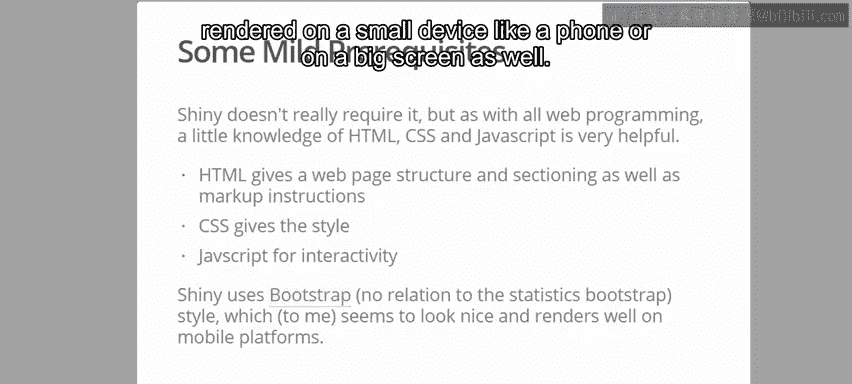 rendered on a small device like a phone or
on a big screen as well.
Some Mild Prerequisites
Shiny doesn't really require it, but as with all web programming,
a little knowledge of HTML, CSS and Javascript is very helpful.
· HTML gives a web page structure and sectioning as well as
markup instructions
· CSS gives the style
· Javscript for interactivity
Shiny uses Bootstrap (no relation to the statistics bootstrap)
style, which (to me) seems to look nice and renders well on
mobile platforms.